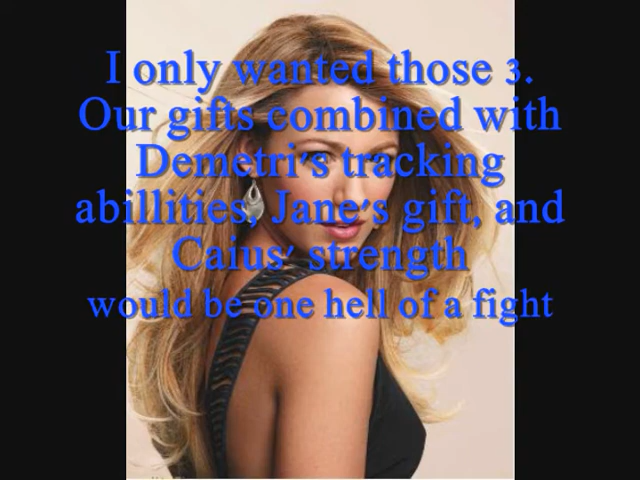 I only wanted those 3.
Our gifts combined with
Demetri's tracking
abillities, Jane's gift, and
Caius' strength
would be one hell of a fight